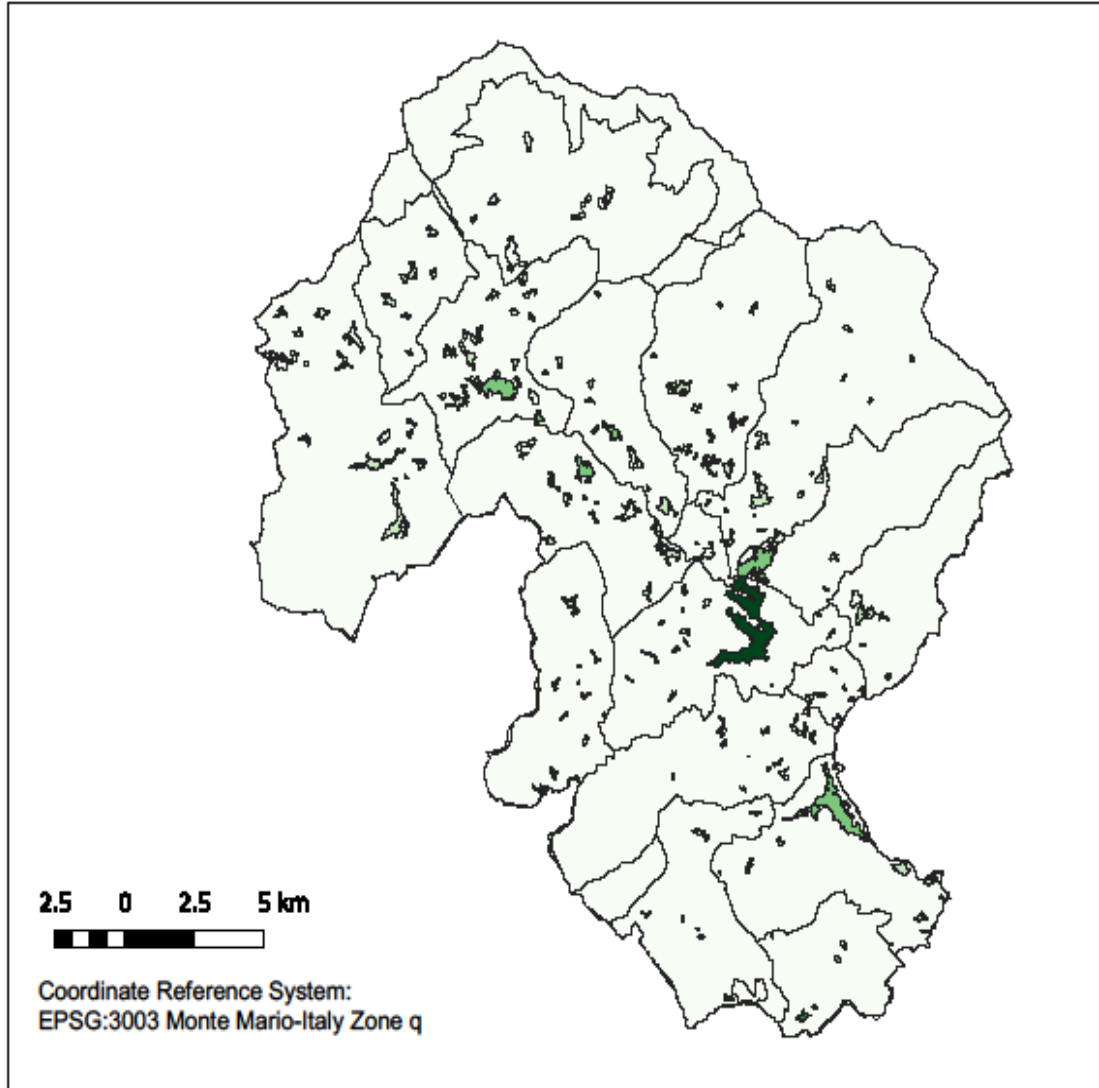 2.5 0 2.5 5 km
Coordinate Reference System:
EPSG:3003 Monte Mario-Italy Zone q